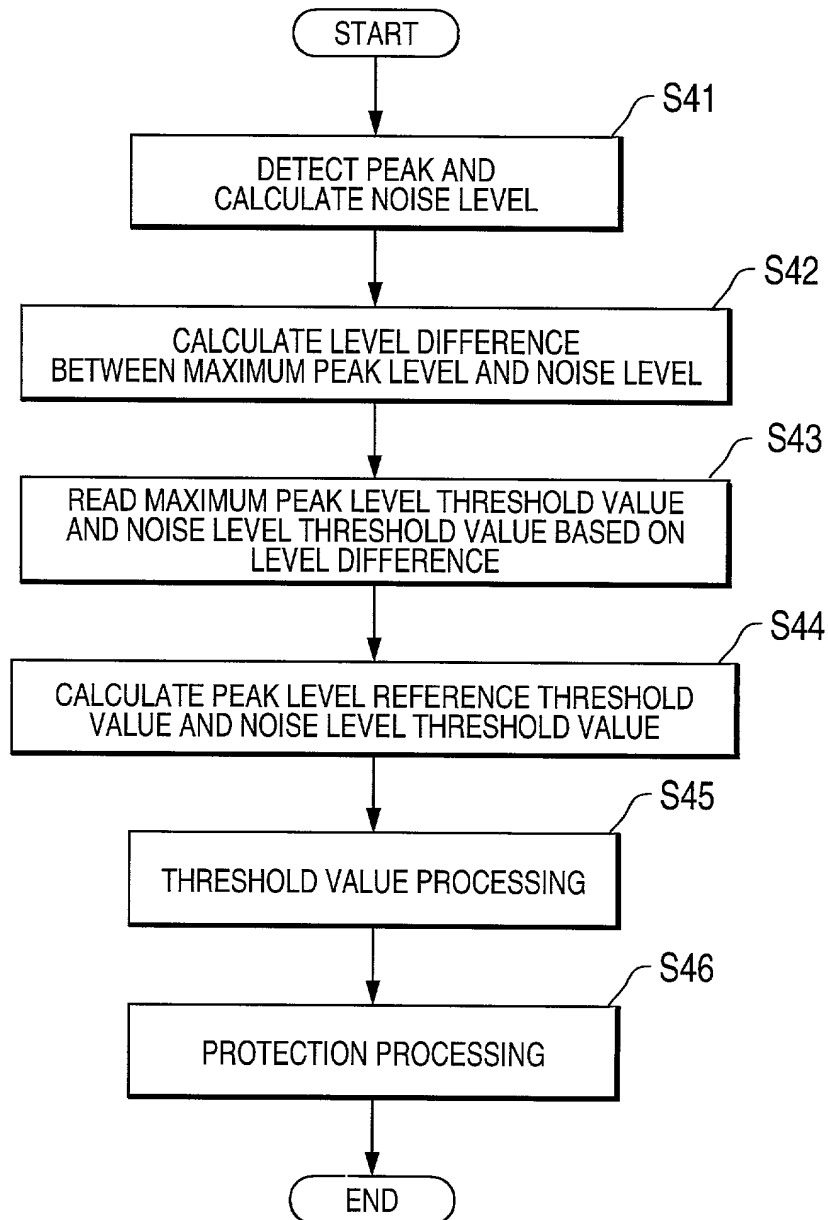 START
S41
DETECT PEAK AND
CALCULATE NOISE LEVEL
S42
CALCULATE LEVEL DIFFERENCE
BETWEEN MAXIMUM PEAK LEVEL AND NOISE LEVEL
S43
READ MAXIMUM PEAK LEVEL THRESHOLD VALUE
AND NOISE LEVEL THRESHOLD VALUE BASED ON
LEVEL DIFFERENCE
S44
CALCULATE PEAK LEVEL REFERENCE THRESHOLD
VALUE AND NOISE LEVEL THRESHOLD VALUE
S45
THRESHOLD VALUE PROCESSING
S46
PROTECTION PROCESSING
END